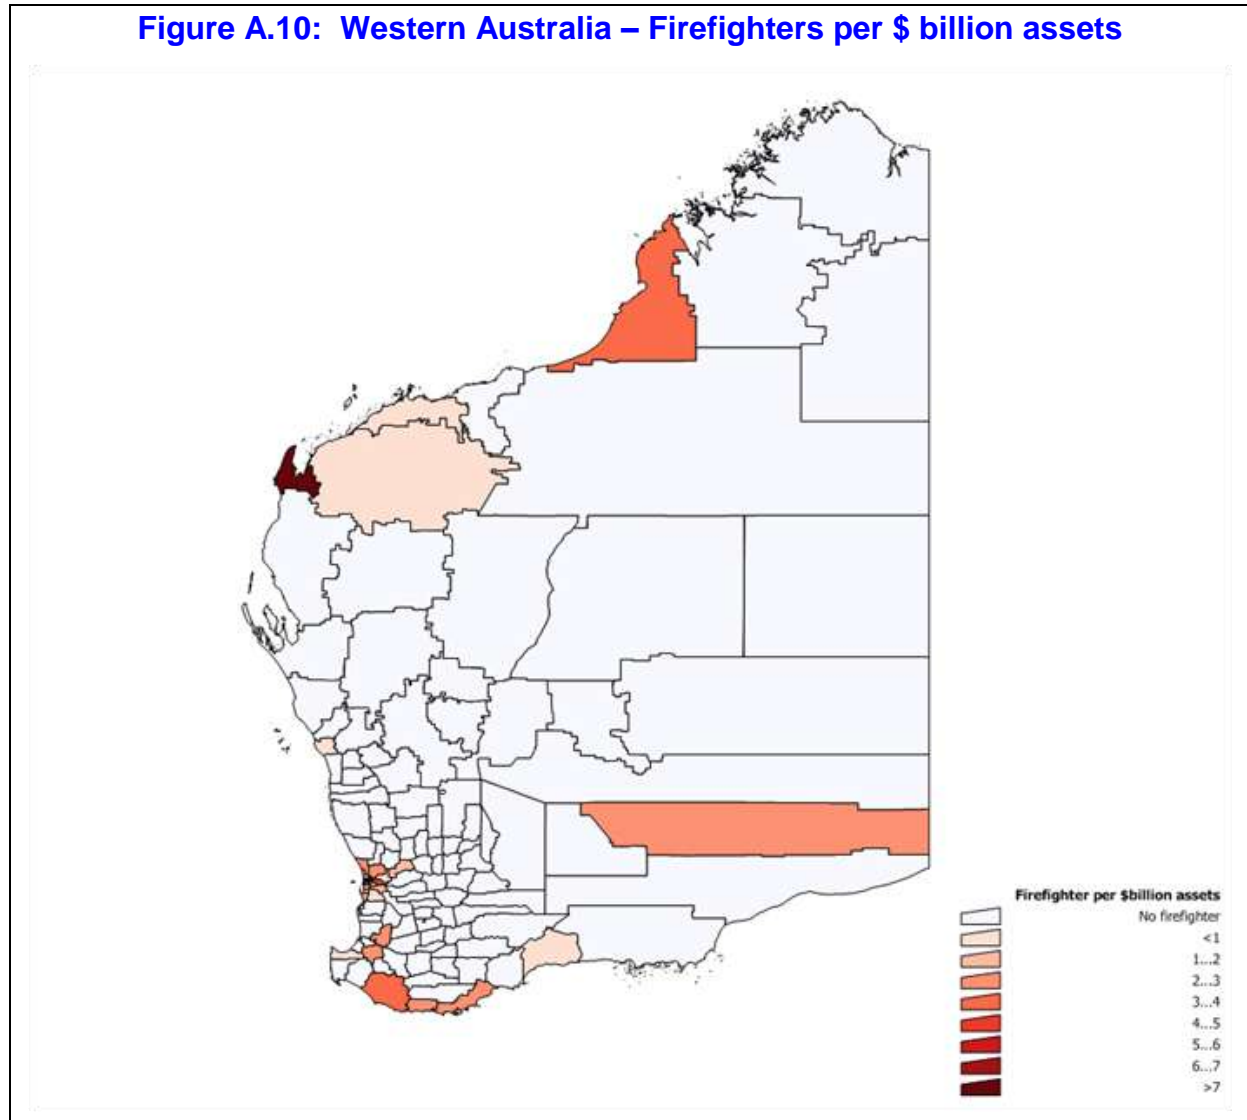 Figure A.10: Western Australia – Firefighters per $ billion assets
Firefighter per $billion assets
No firefighter
<1
1...2
2...3
3...4
4...5
5...6
6...7
>7